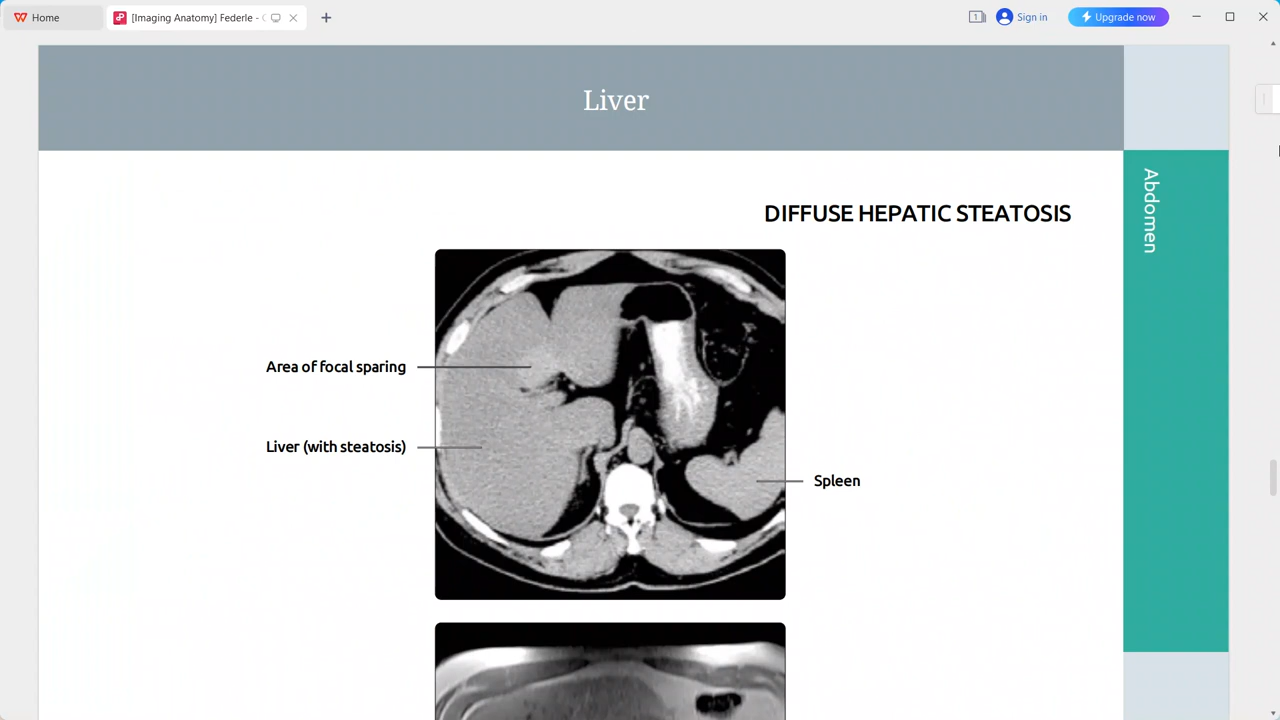 Home
[Imaging Anatomy] Federle -
1
Sign in
Upgrade now
Liver
Abdomen
DIFFUSE HEPATIC STEATOSIS
Area of focal sparing
Liver (with steatosis)
Spleen